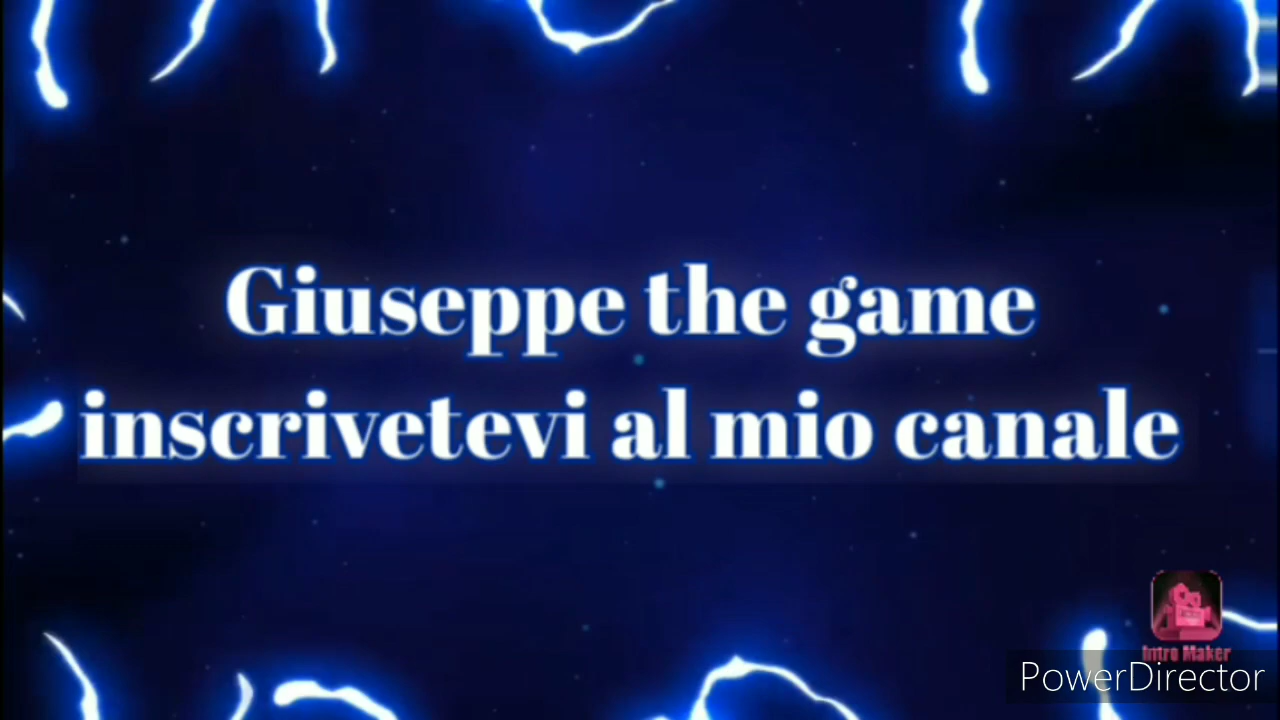 Giuseppe the game
inscrivetevi al mio canale
Intro Maker
PowerDirector